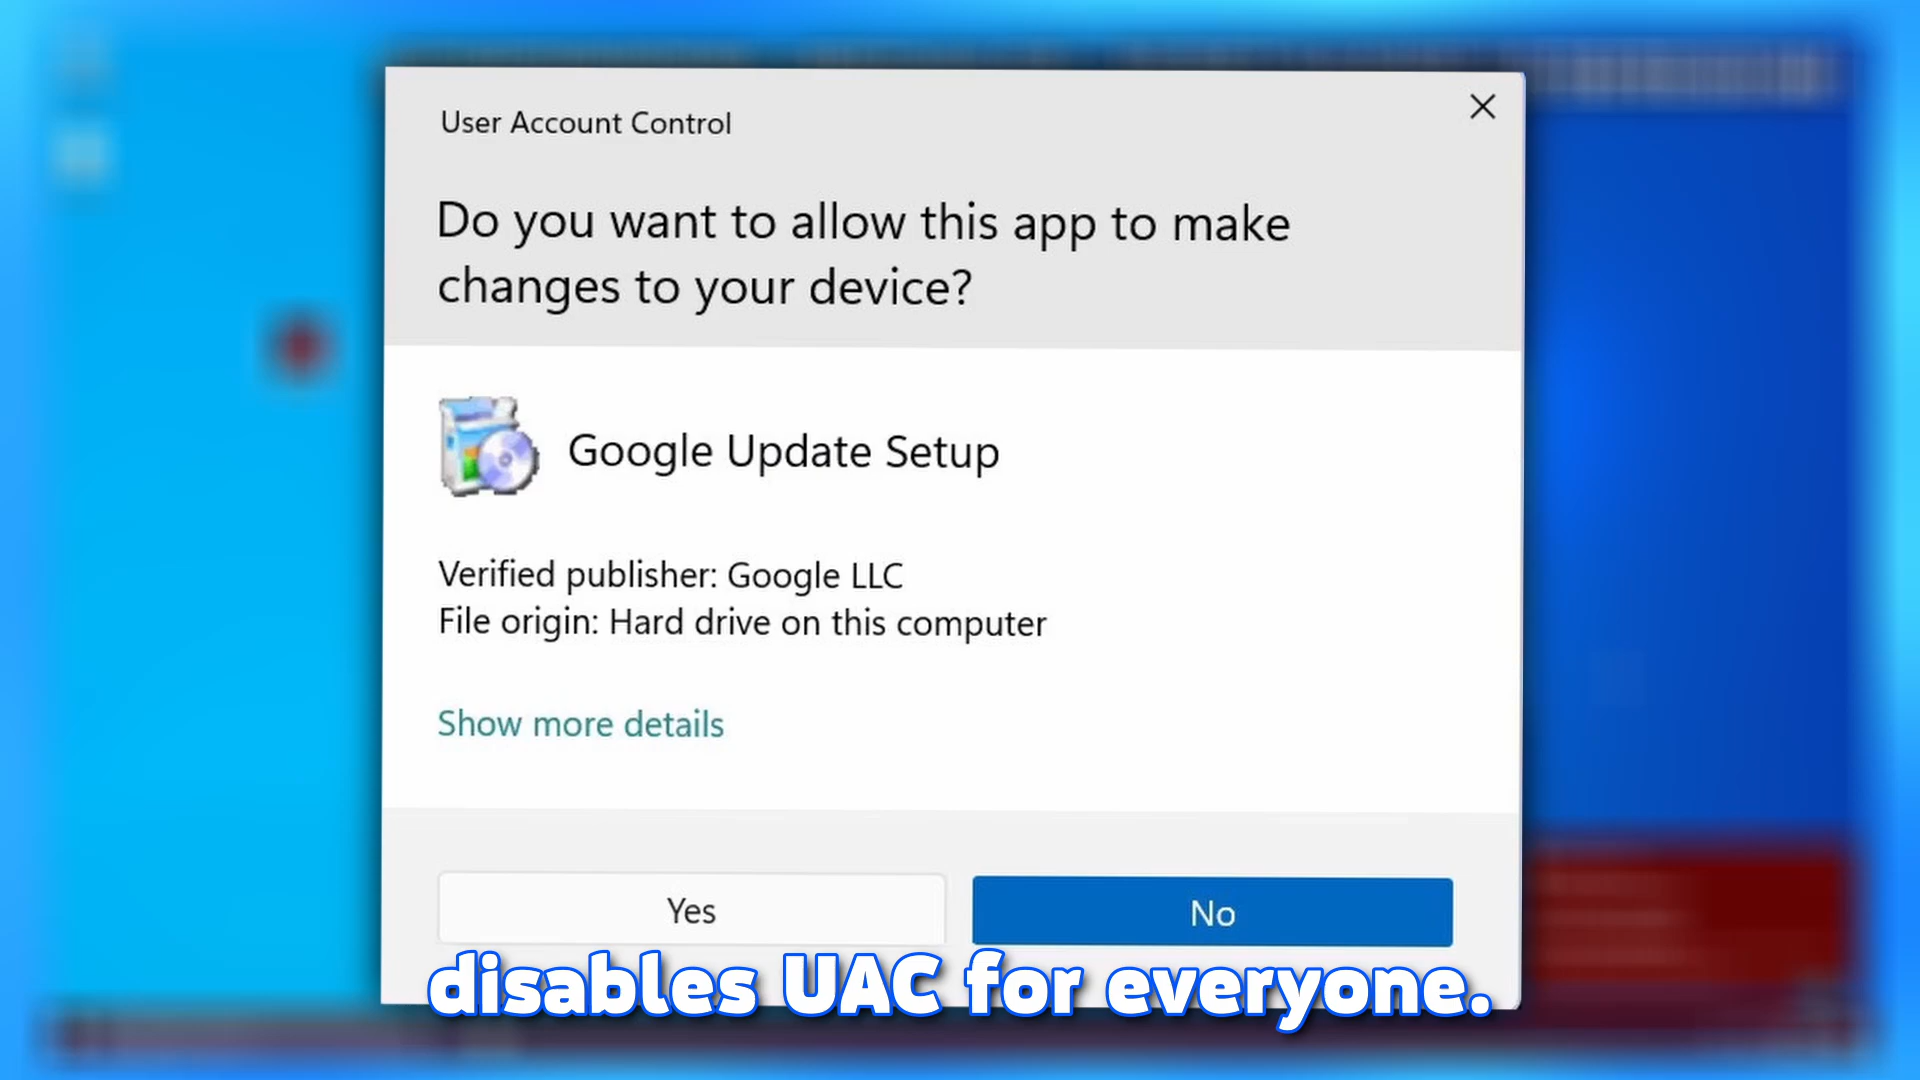 User Account Control
Do you want to allow this app to make
changes to your device?
Google Update Setup
Verified publisher: Google LLC
File origin: Hard drive on this computer
Show more details
Yes
No
disables UAC for everyone.